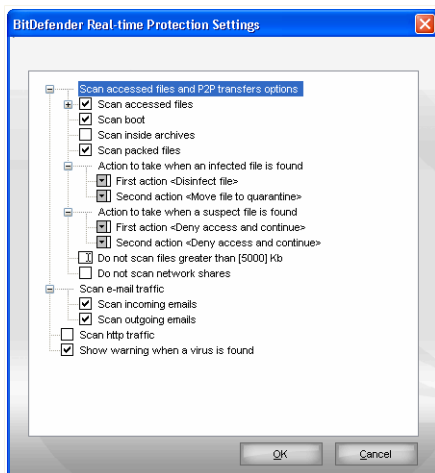 BitDefender Real-time Protection Settings
Scan accessed files and P2P transfers options
Scan accessed files
Scan boot
Scan inside archives
Scan packed files
Action to take when an infected file is found
First action <Disinfect file>
Second action <Move file to quarantine>
Action to take when a suspect file is found
First action <Deny access and continue>
Second action <Deny access and continue>
Do not scan files greater than [5000] Kb
Do not scan network shares
Scan e-mail traffic
Scan incoming emails
Scan outgoing emails
Scan http traffic
Show warning when a virus is found
OK Cancel